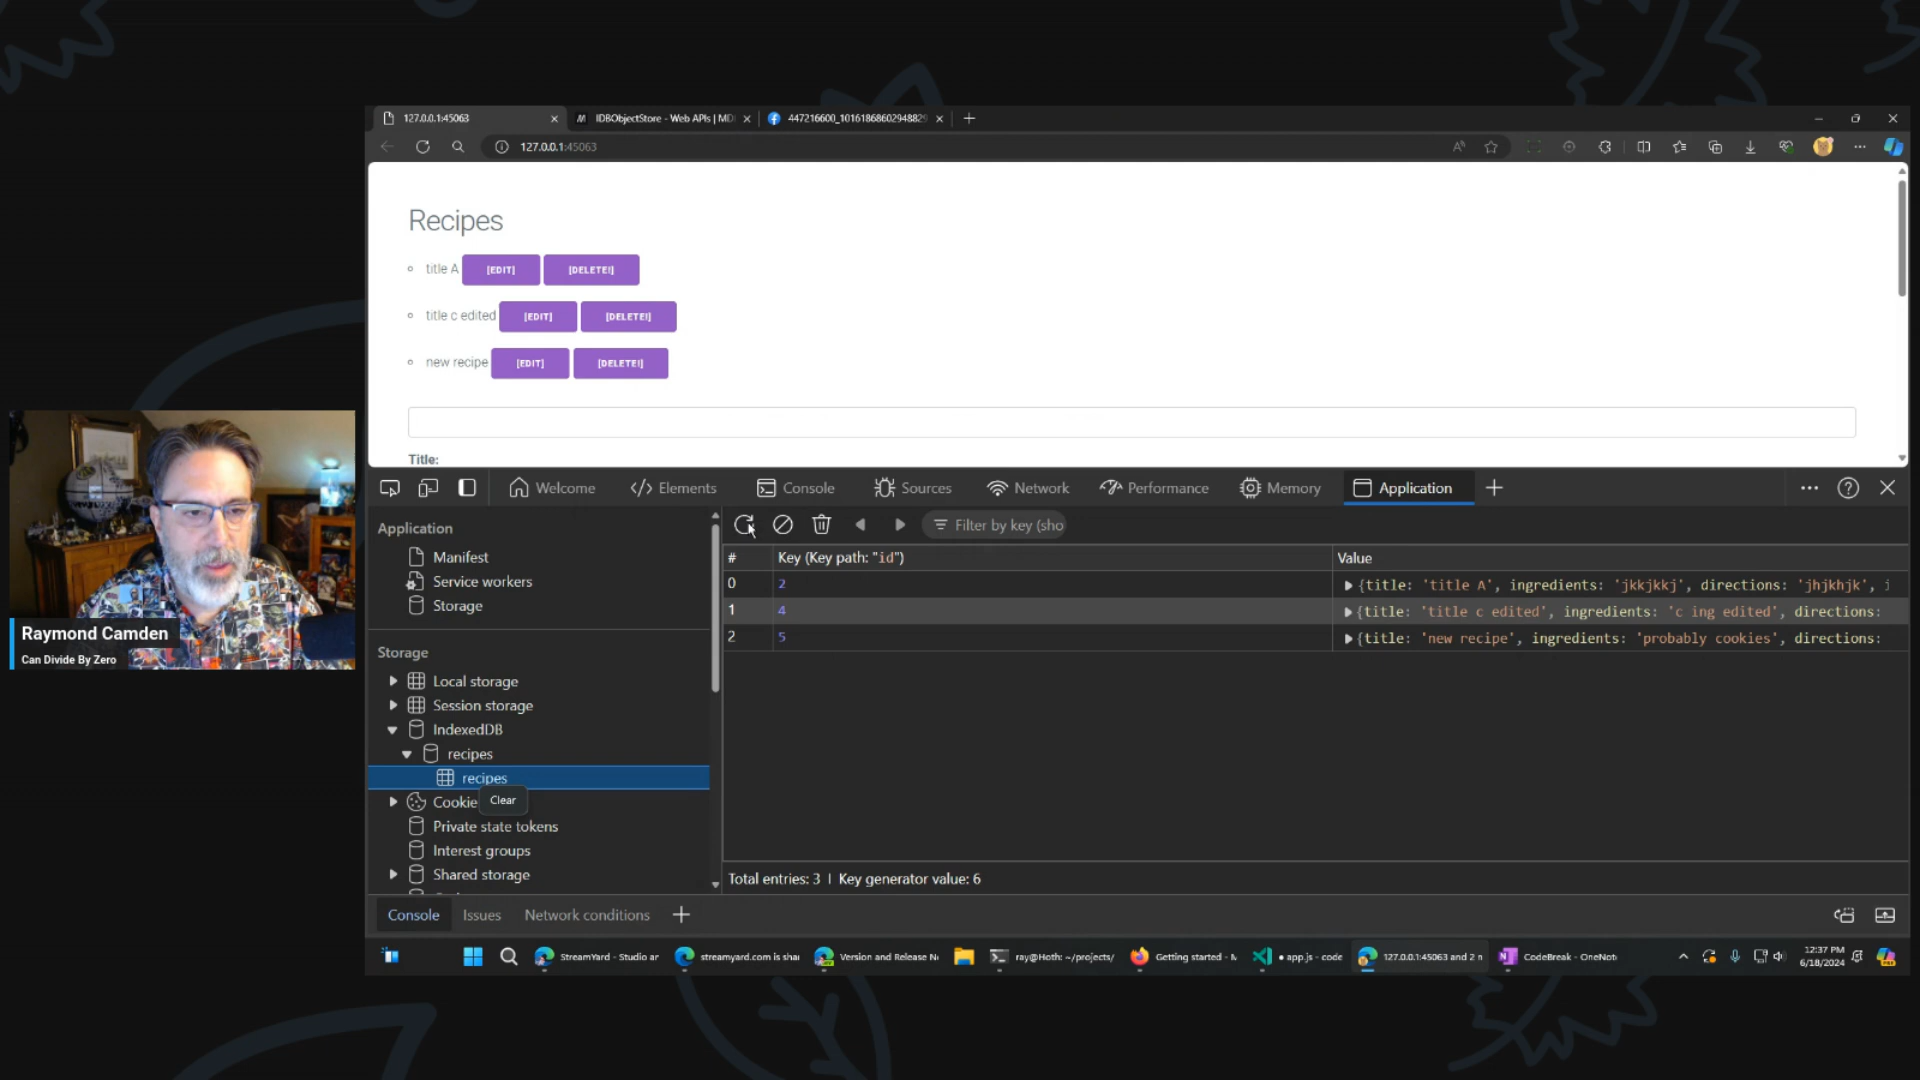 127.0.0.1:45063
IDBObjectStore - Web APIs | MD
447216600_10161868602948829
127.0.0.1:45063
Recipes
title A [EDIT] [DELETE!]
title c edited [EDIT] [DELETE!]
new recipe [EDIT] [DELETE!]
Title:
Welcome
Elements
Console
Sources
Network
Performance
Memory
Application
Application
Manifest
Service workers
Storage
Storage
Local storage
Session storage
IndexedDB
recipes
recipes
Cookie
Clear
Private state tokens
Interest groups
Shared storage
Filter by key (sho
# Key (Key path: "id") Value
0 2 {title: 'title A', ingredients: 'jkkjkkj', directions: 'jhjkhjk', i
1 4 {title: 'title c edited', ingredients: 'c ing edited', directions:
2 5 {title: 'new recipe', ingredients: 'probably cookies', directions:
Total entries: 3 | Key generator value: 6
Console Issues Network conditions
Raymond Camden
Can Divide By Zero
StreamYard - Studio ar
streamyard.com is shar
Version and Release N
ray@Hoth: ~/projects/
Getting started - 
● app.js - code
127.0.0.1:45063 and 2 n
CodeBreak - OneNot
12:37 PM
6/18/2024